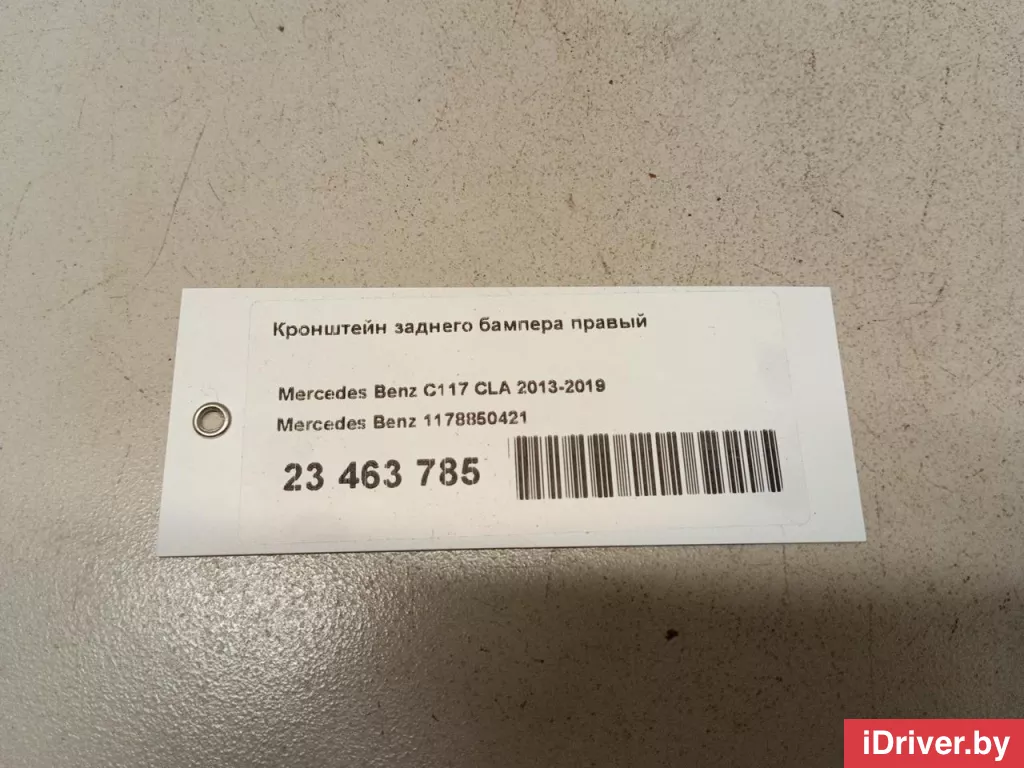 Кронштейн заднего бампера правый
Mercedes Benz C117 CLA 2013-2019
Mercedes Benz 1178850421
23 463 785
iDriver.by